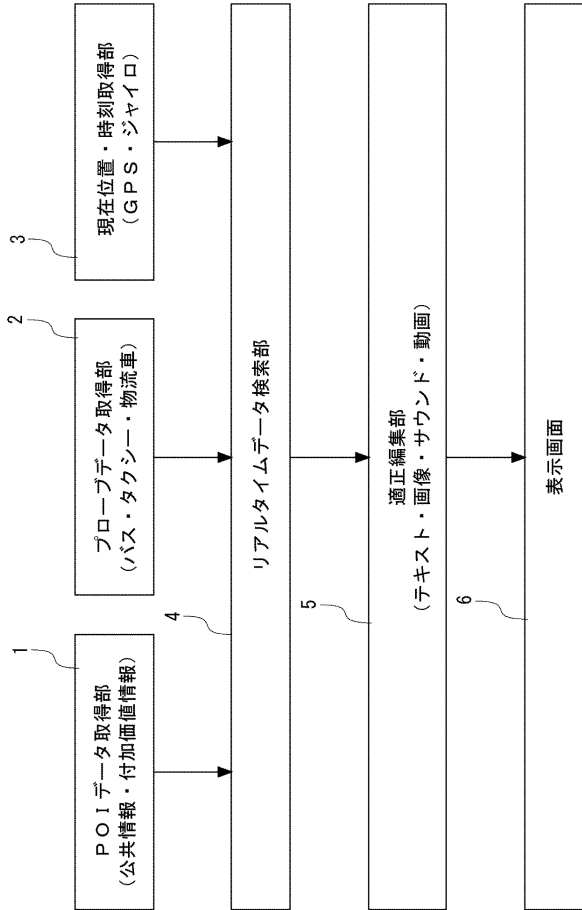 1
POIデータ取得部
(公共情報・付加価値情報)
2
プローブデータ取得部
(バス・タクシー・物流車)
3
現在位置・時刻取得部
(GPS・ジャイロ)
4
リアルタイムデータ検索部
5
適正編集部
(テキスト・画像・サウンド・動画)
6
表示画面